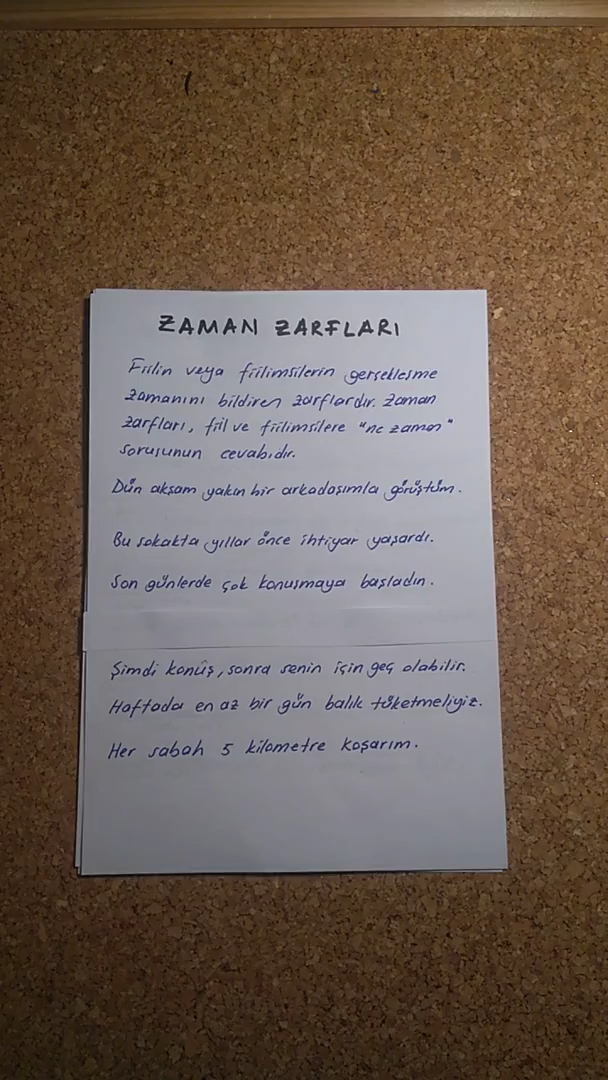 ZAMAN ZARFLARI
Fiilin veya fiilimsilerin gersekleşme
zamanını bildiren zarflardır. Zaman
zarfları, fiil ve fiilimsilere "ne zaman"
sorusunun cevabıdır.
Dün akşam yakın bir arkadaşımla görüştüm.
Bu sokakta yıllar önce ihtiyar yaşardı.
Son günlerde çok konuşmaya başladın.
Şimdi konüş, sonra senin için geç olabilir.
Haftada en az bir gün balık tüketmeliyiz.
Her sabah 5 kilometre koşarım.